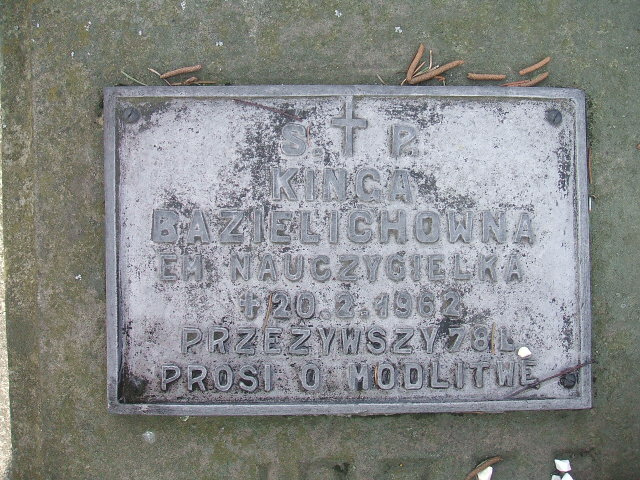 S. † P.
KINGA
BAZIELICHÓWNA
EM. NAUCZYCIELKA
† 20. 2. 1962
PRZEŻYWSZY 78 L.
PROSI O MODLITWĘ